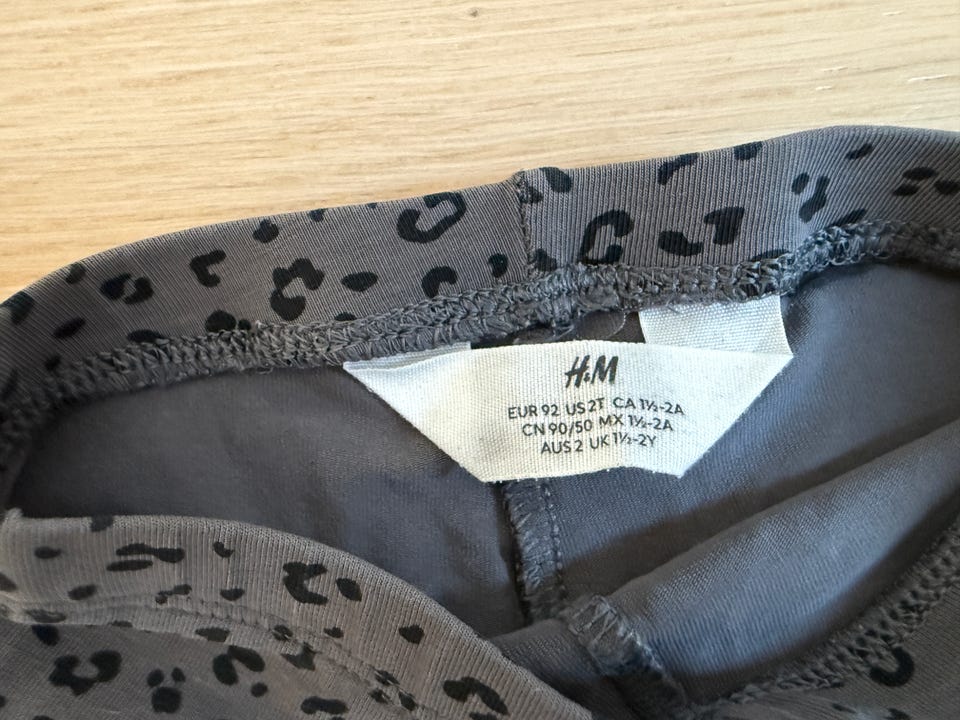 H&M
EUR 92 US 2T CA 1½-2A
CN 90/50 MX 1½-2A
AUS 2 UK 1½-2Y